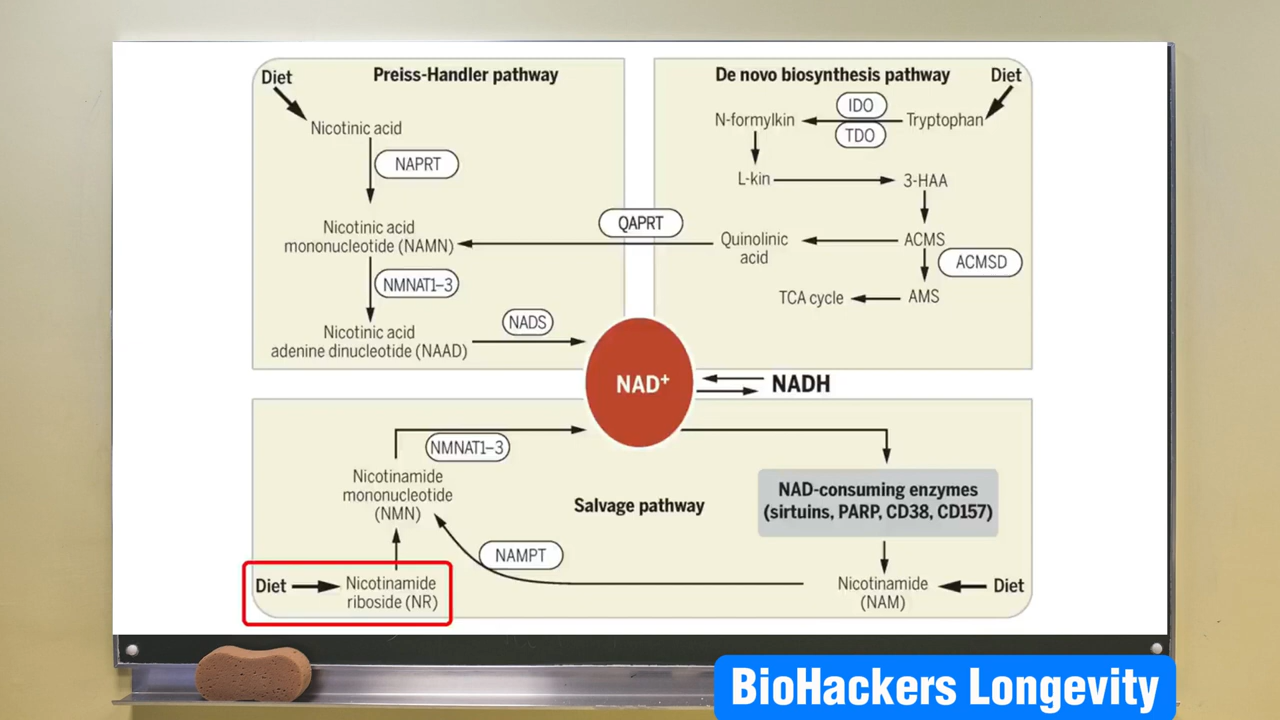 Diet
Preiss-Handler pathway
Nicotinic acid
NAPRT
Nicotinic acid
mononucleotide (NAMN)
NMNAT1–3
Nicotinic acid
adenine dinucleotide (NAAD)
NADS
De novo biosynthesis pathway
Diet
IDO
N-formylkin
Tryptophan
TDO
L-kin
3-HAA
QAPRT
Quinolinic
acid
ACMS
ACMSD
TCA cycle
AMS
NAD+
NADH
NMNAT1–3
Nicotinamide
mononucleotide
(NMN)
Salvage pathway
NAD-consuming enzymes
(sirtuins, PARP, CD38, CD157)
NAMPT
Diet
Nicotinamide
riboside (NR)
Nicotinamide
(NAM)
Diet
BioHackers Longevity